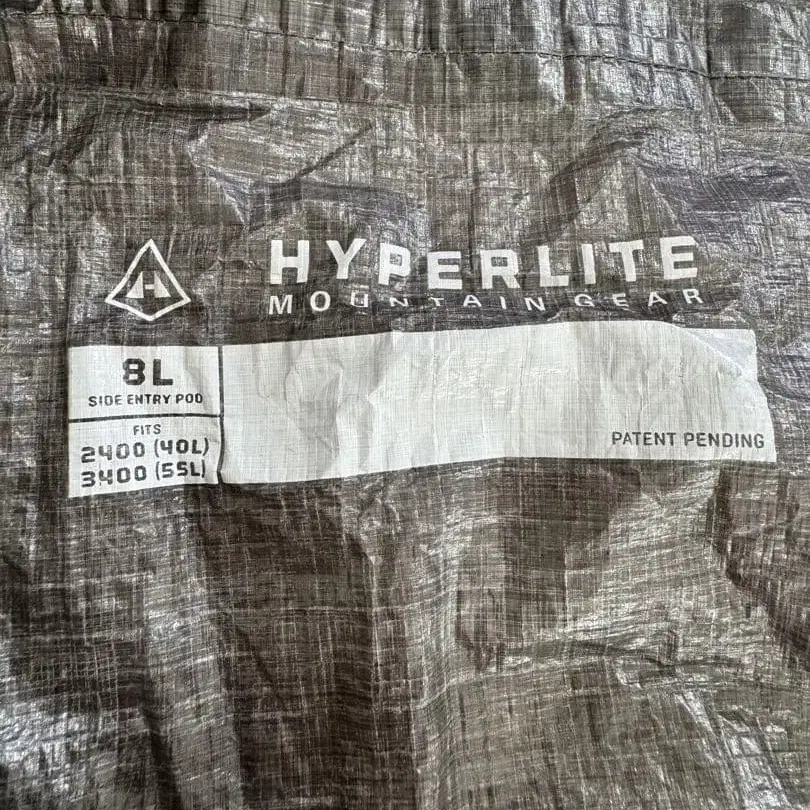 HYPERLITE
MOUNTAIN GEAR
8L
SIDE ENTRY POD
FITS
2400 (40L)
3400 (55L)
PATENT PENDING